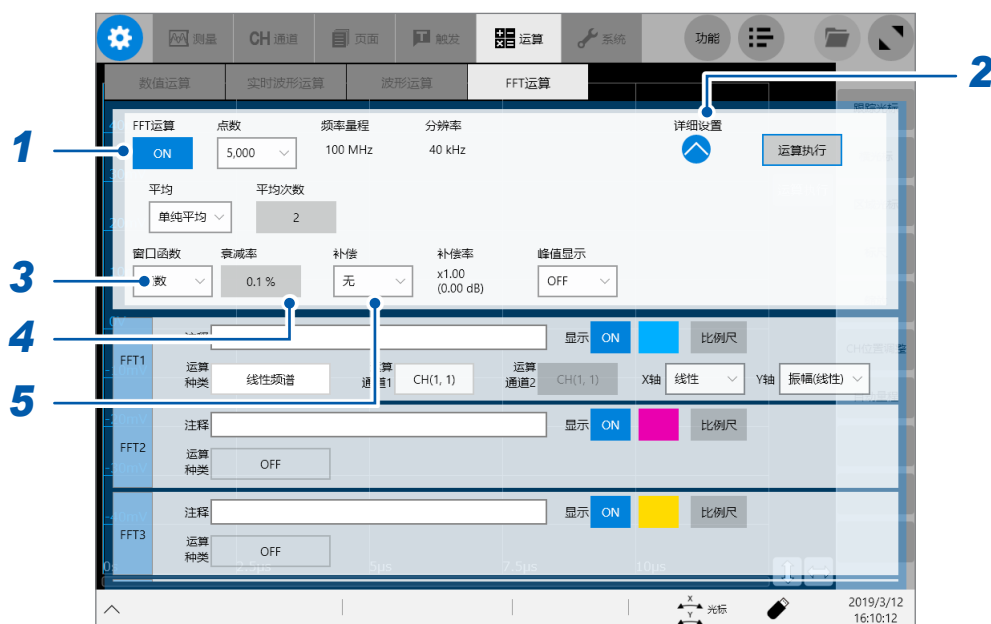 测量
CH 通道
页面
触发
运算
系统
功能
数值运算
实时波形运算
波形运算
FFT运算
2
1
FFT运算
点数
频率量程
分辨率
详细设置
ON
5,000
100 MHz
40 kHz
运算执行
平均
平均次数
单纯平均
2
窗口函数
衰减率
补偿
补偿率
峰值显示
3
数
0.1 %
无
x1.00
(0.00 dB)
OFF
4
5
FFT1
注释
显示
ON
比例尺
运算
种类
线性频谱
运算
通道1
CH(1, 1)
运算
通道2
CH(1, 1)
X轴
线性
Y轴
振幅(线性)
FFT2
注释
显示
ON
比例尺
运算
种类
OFF
FFT3
注释
显示
ON
比例尺
运算
种类
OFF
2.5μs
5μs
7.5μs
10μs
X
Y
光标
2019/3/12
16:10:12